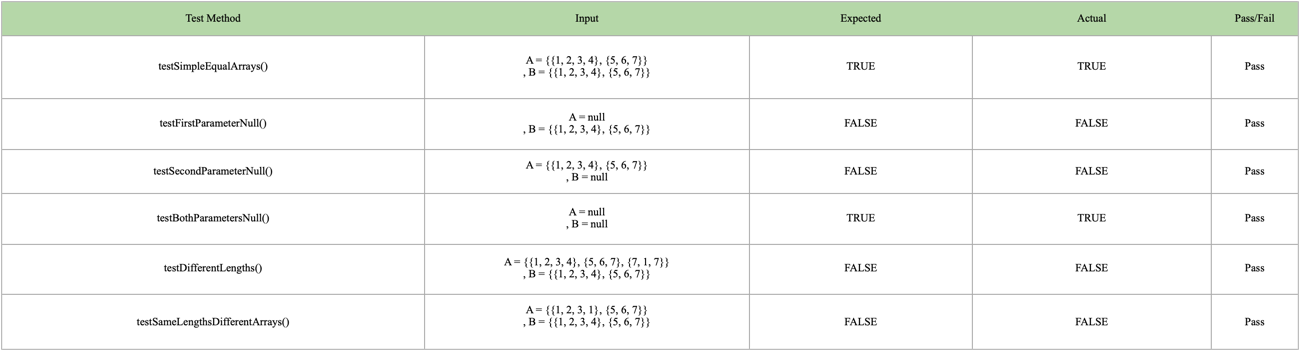 Test Method Input Expected Actual Pass/Fail
testSimpleEqualArrays() A = {{1, 2, 3, 4}, {5, 6, 7}} TRUE TRUE Pass
, B = {{1, 2, 3, 4}, {5, 6, 7}}
testFirstParameterNull() A = null FALSE FALSE Pass
, B = {{1, 2, 3, 4}, {5, 6, 7}}
testSecondParameterNull() A = {{1, 2, 3, 4}, {5, 6, 7}} FALSE FALSE Pass
, B = null
testBothParametersNull() A = null TRUE TRUE Pass
, B = null
testDifferentLengths() A = {{1, 2, 3, 4}, {5, 6, 7}, {7, 1, 7}} FALSE FALSE Pass
, B = {{1, 2, 3, 4}, {5, 6, 7}}
testSameLengthsDifferentArrays() A = {{1, 2, 3, 1}, {5, 6, 7}} FALSE FALSE Pass
, B = {{1, 2, 3, 4}, {5, 6, 7}}